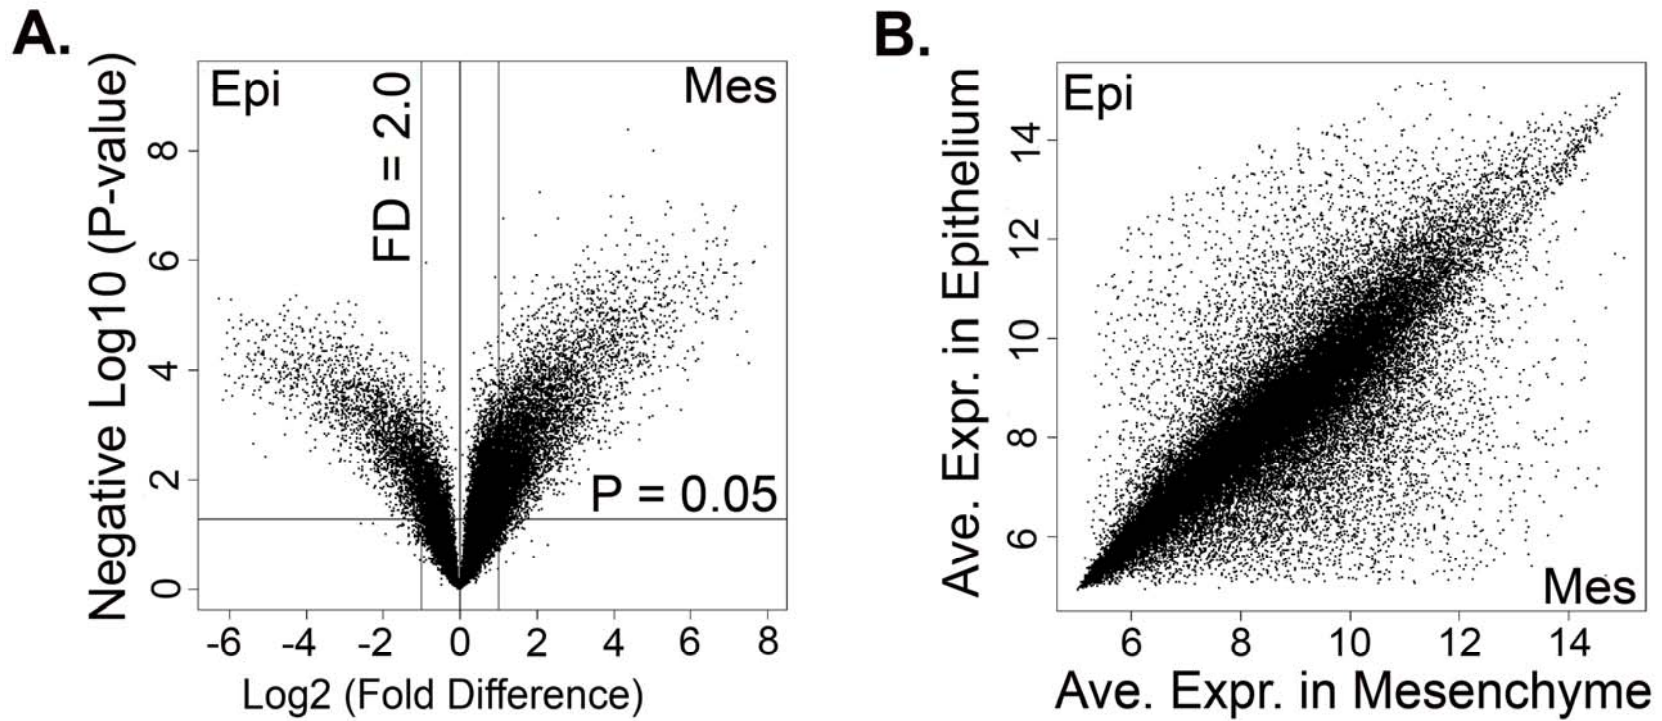 A.
Epi
Mes
FD = 2.0
P = 0.05
Negative Log10 (P-value)
8
6
4
2
0
-6 -4 -2 0 2 4 6 8
Log2 (Fold Difference)
B.
Epi
Mes
Ave. Expr. in Epithelium
14
12
10
8
6
6 8 10 12 14
Ave. Expr. in Mesenchyme